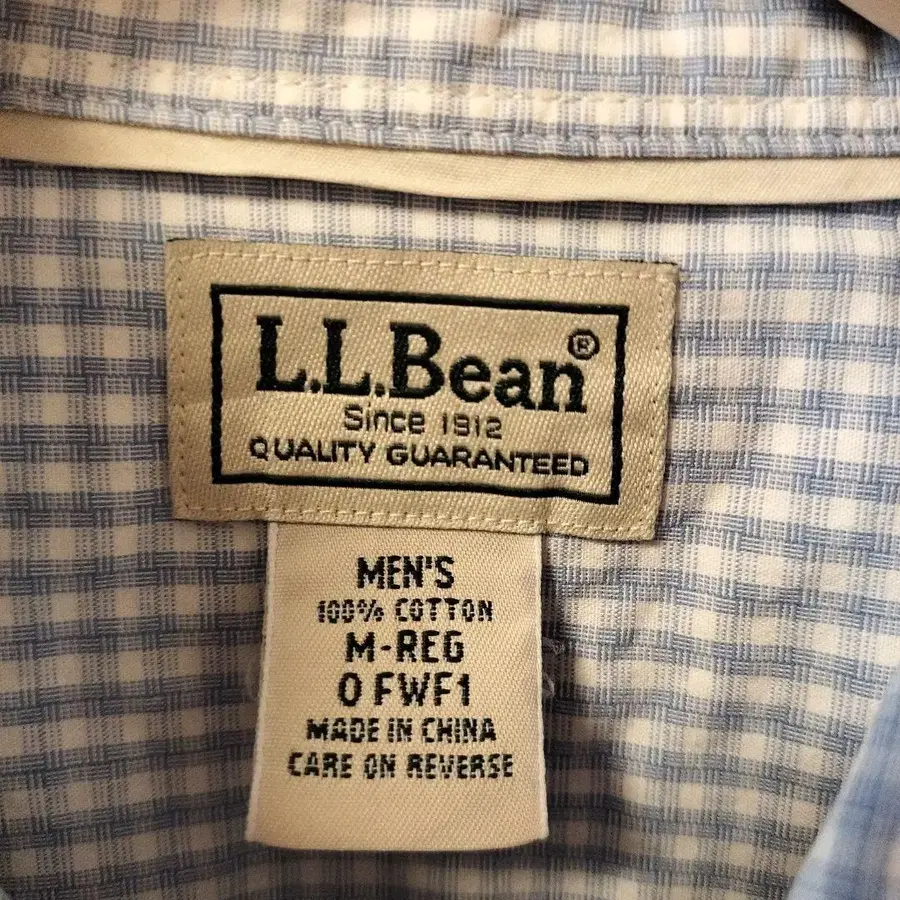 L.L.Bean®
Since 1912
QUALITY GUARANTEED
MEN'S
100% COTTON
M-REG
0 FWF1
MADE IN CHINA
CARE ON REVERSE